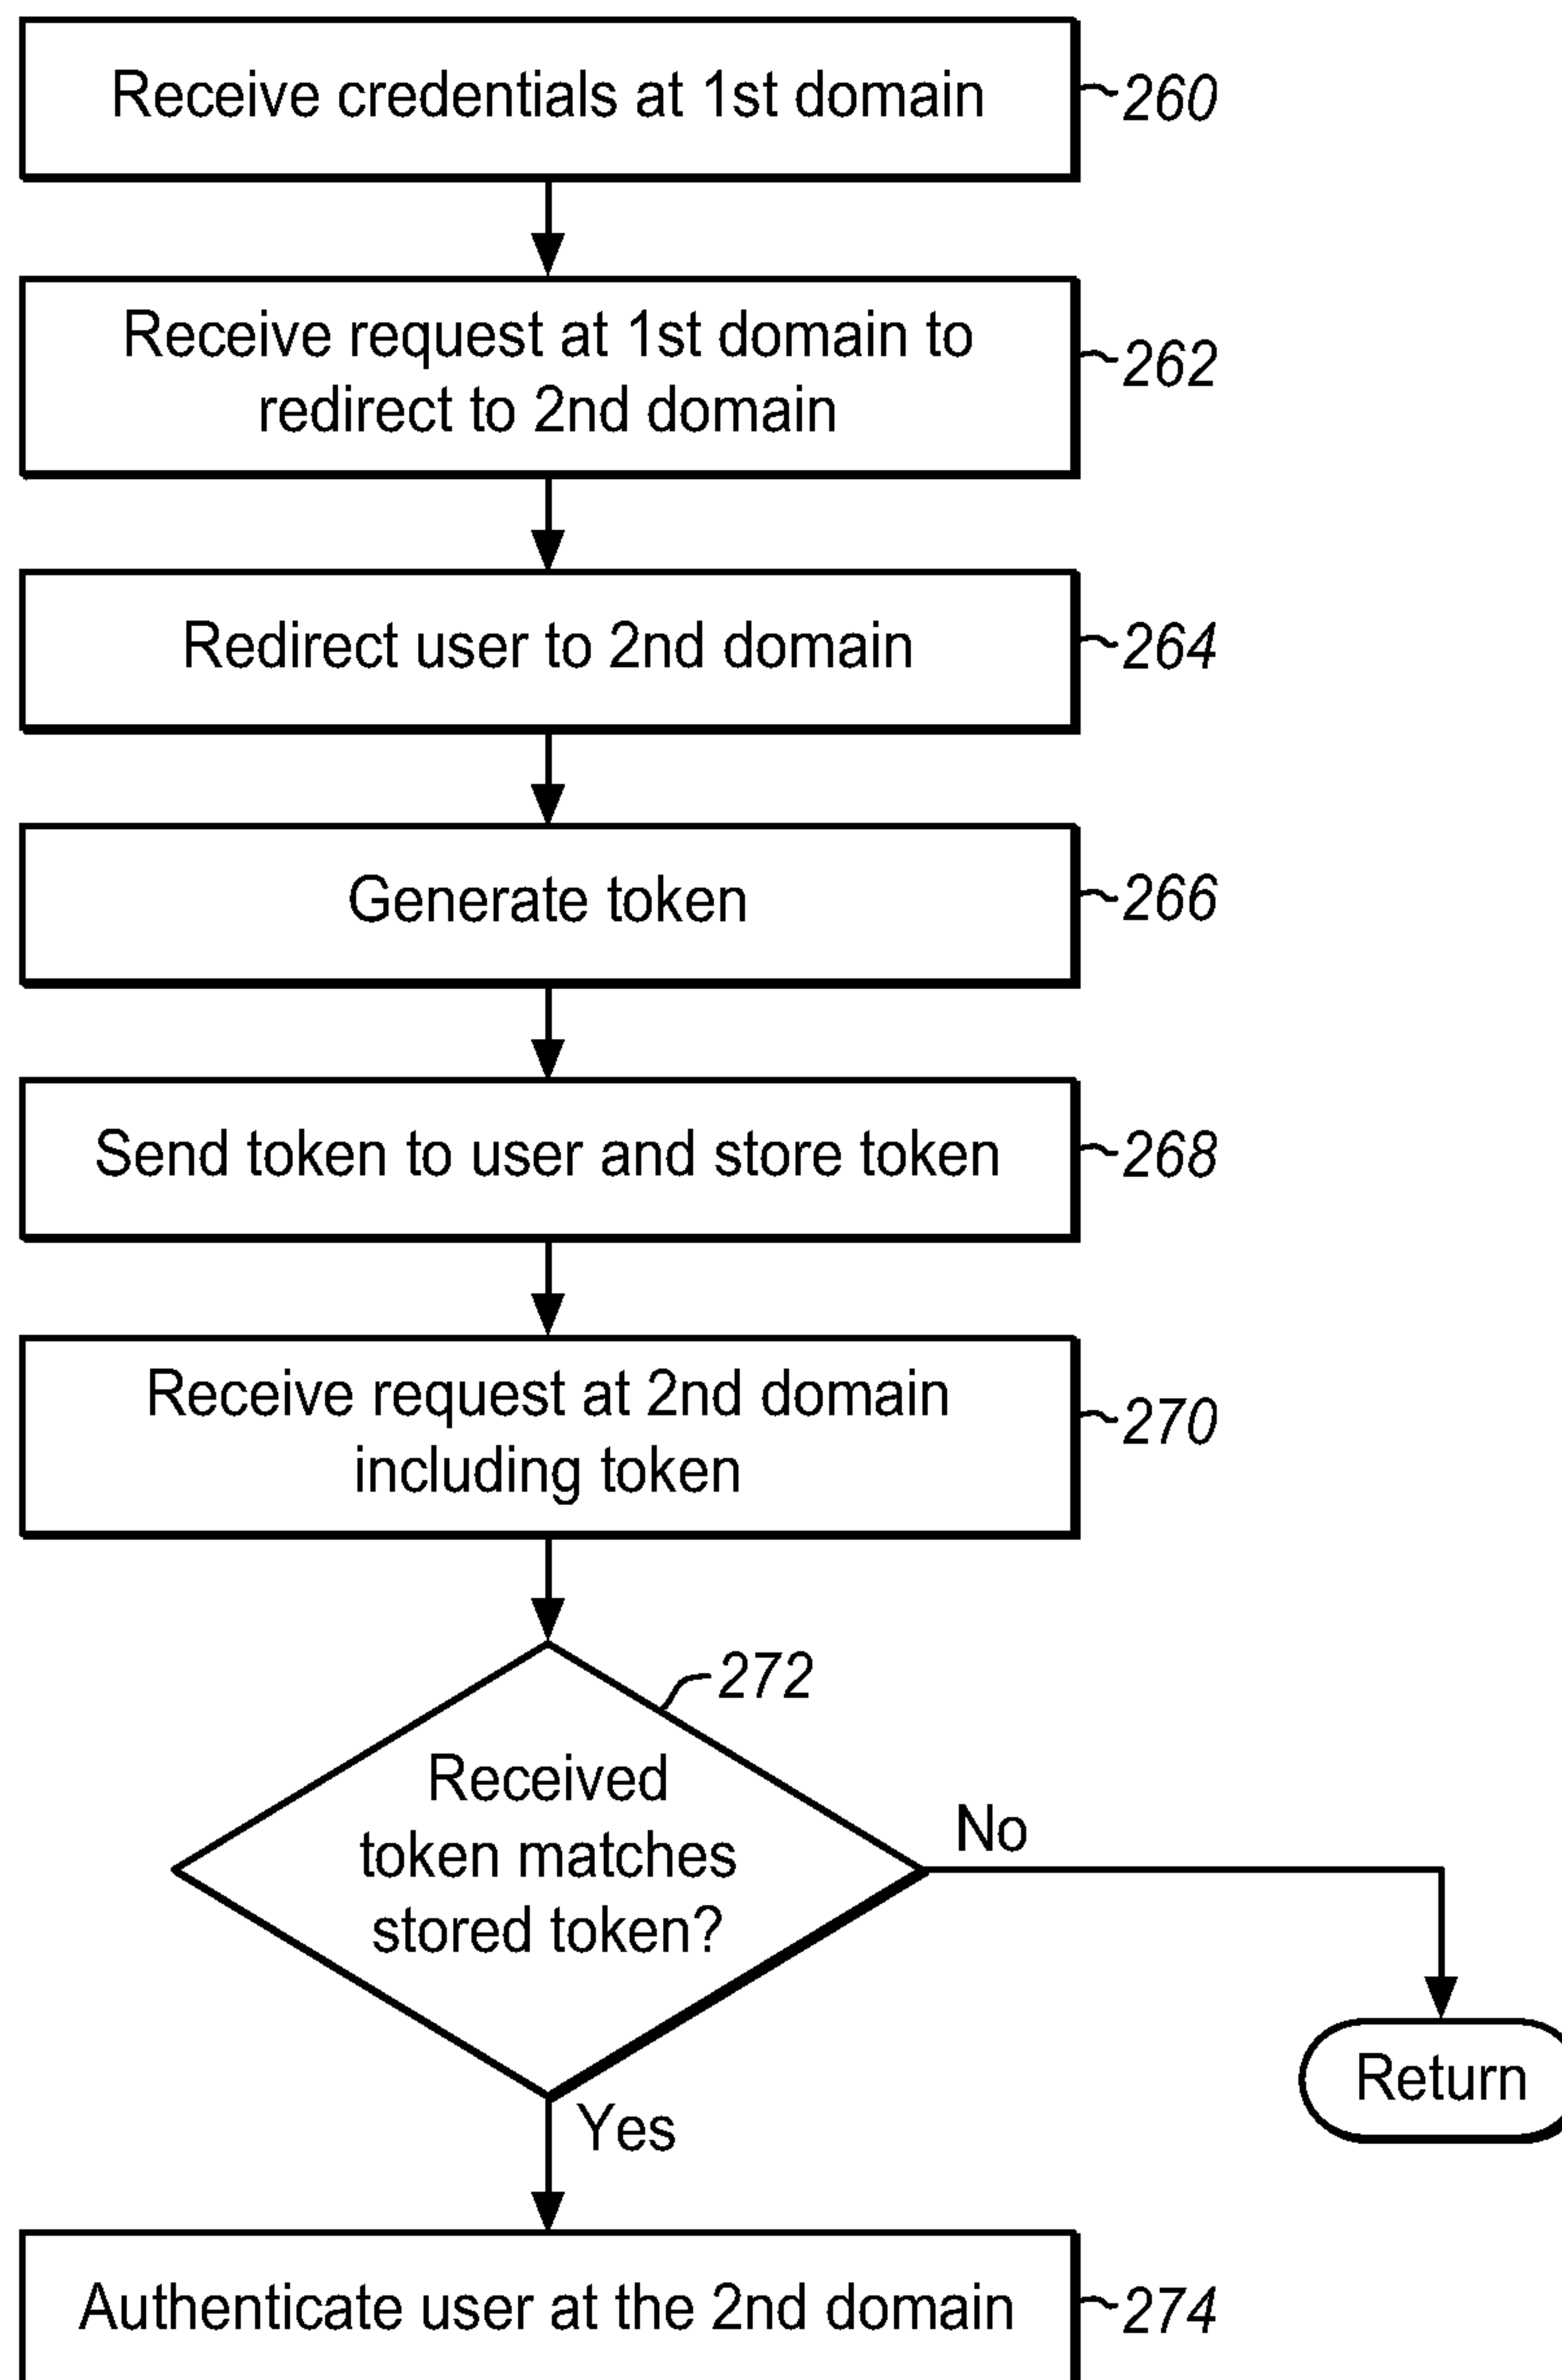 Receive credentials at 1st domain
260
Receive request at 1st domain to
redirect to 2nd domain
262
Redirect user to 2nd domain
264
Generate token
266
Send token to user and store token
268
Receive request at 2nd domain
including token
270
272
Received
token matches
stored token?
No
Return
Yes
Authenticate user at the 2nd domain
274